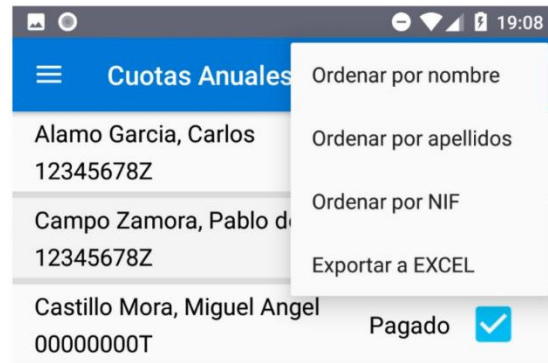 19:08
Cuotas Anuales
Ordenar por nombre
Ordenar por apellidos
Ordenar por NIF
Exportar a EXCEL
Alamo Garcia, Carlos
12345678Z
Campo Zamora, Pablo
12345678Z
Castillo Mora, Miguel Angel
00000000T
Pagado